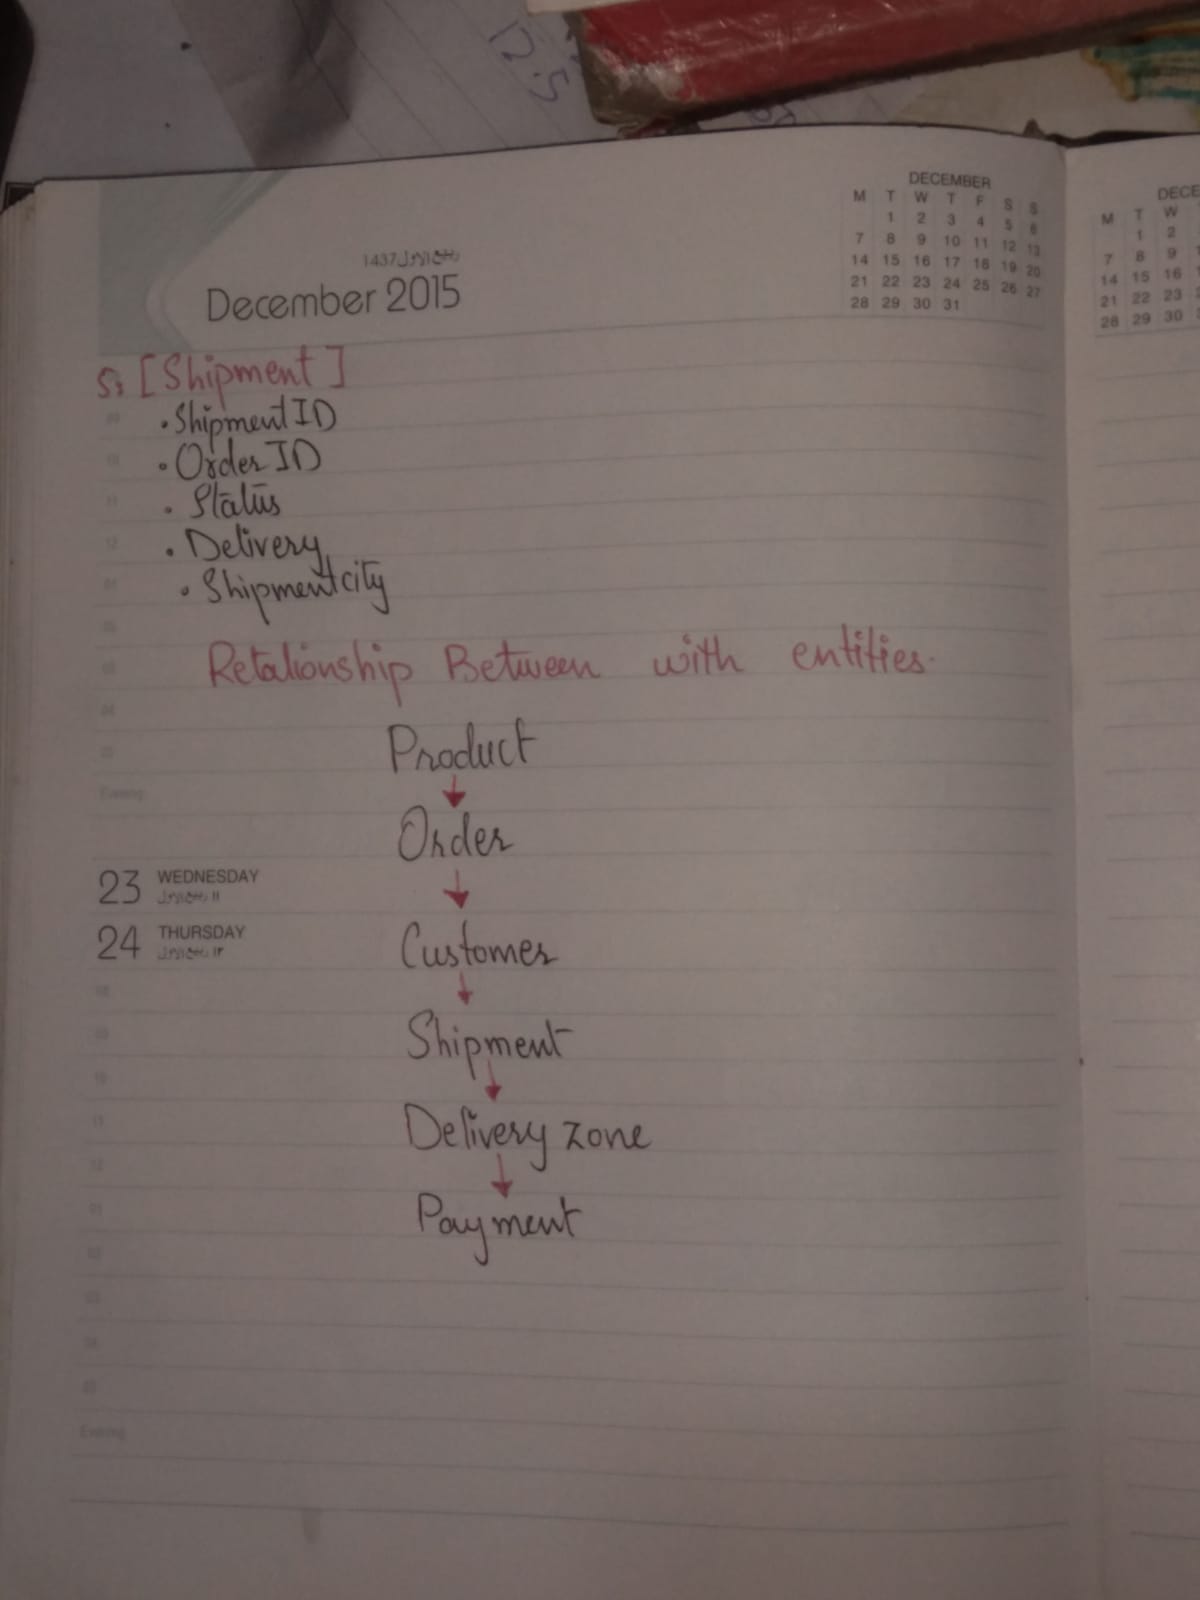 12.5
DECEMBER
M T W T F S S
1 2 3 4 5 6
7 8 9 10 11 12 13
14 15 16 17 18 19 20
21 22 23 24 25 26 27
28 29 30 31
DECE
M T W
1 2
7 8 9
14 15 16
21 22 23
28 29 30
1437
December 2015
5: [Shipment]
• Shipment ID
• Order ID
• Status
• Delivery
• Shipment city
Relationship Between with entities.
Product
↓
Order
↓
23 WEDNESDAY
24 THURSDAY
Customer
↓
Shipment
↓
Delivery zone
↓
Payment
Evening
Evening